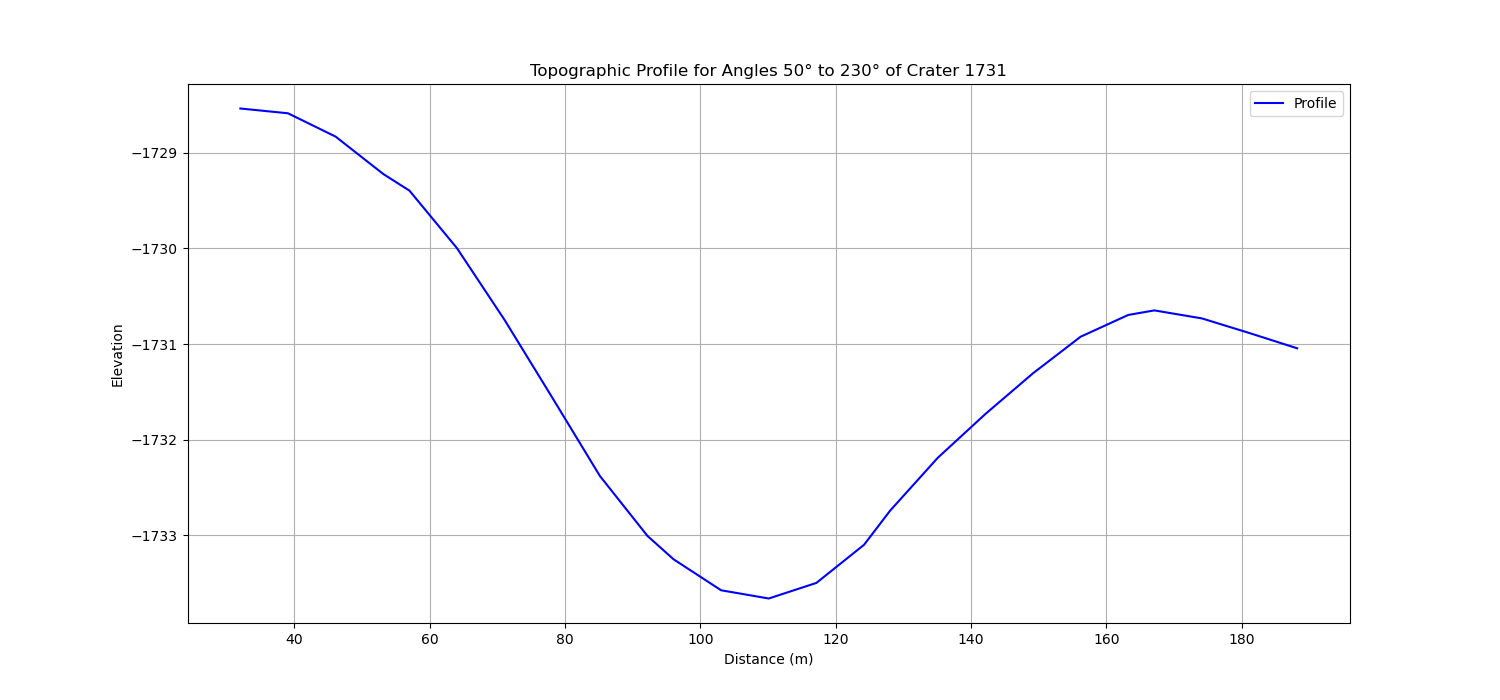 Topographic Profile for Angles 50° to 230° of Crater 1731
Profile
−1729
−1730
−1731
−1732
−1733
Elevation
40 60 80 100 120 140 160 180
Distance (m)